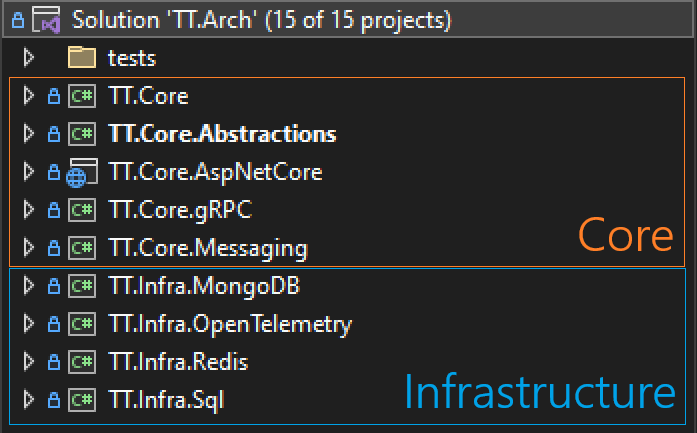 Solution 'TT.Arch' (15 of 15 projects)
tests
C# TT.Core
C# TT.Core.Abstractions
TT.Core.AspNetCore
C# TT.Core.gRPC
C# TT.Core.Messaging
Core
C# TT.Infra.MongoDB
C# TT.Infra.OpenTelemetry
C# TT.Infra.Redis
C# TT.Infra.Sql
Infrastructure